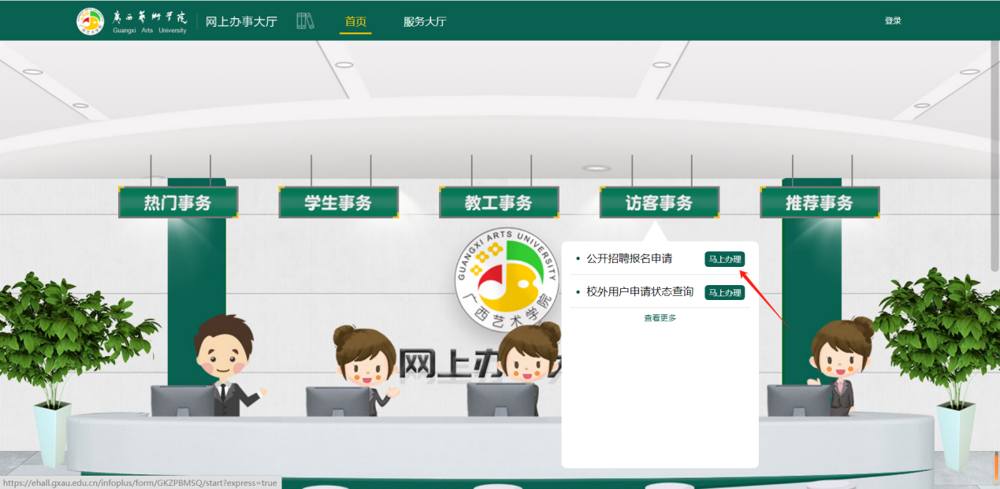 广西艺术学院
Guangxi Arts University
网上办事大厅
首页
服务大厅
登录
热门事务
学生事务
教工事务
访客事务
推荐事务
GUANGXI ARTS UNIVERSITY
广西艺术学院
公开招聘报名申请
马上办理
校外用户申请状态查询
马上办理
查看更多
网上办
https://ehall.gxau.edu.cn/infoplus/form/GKZPBMSQ/start?express=true